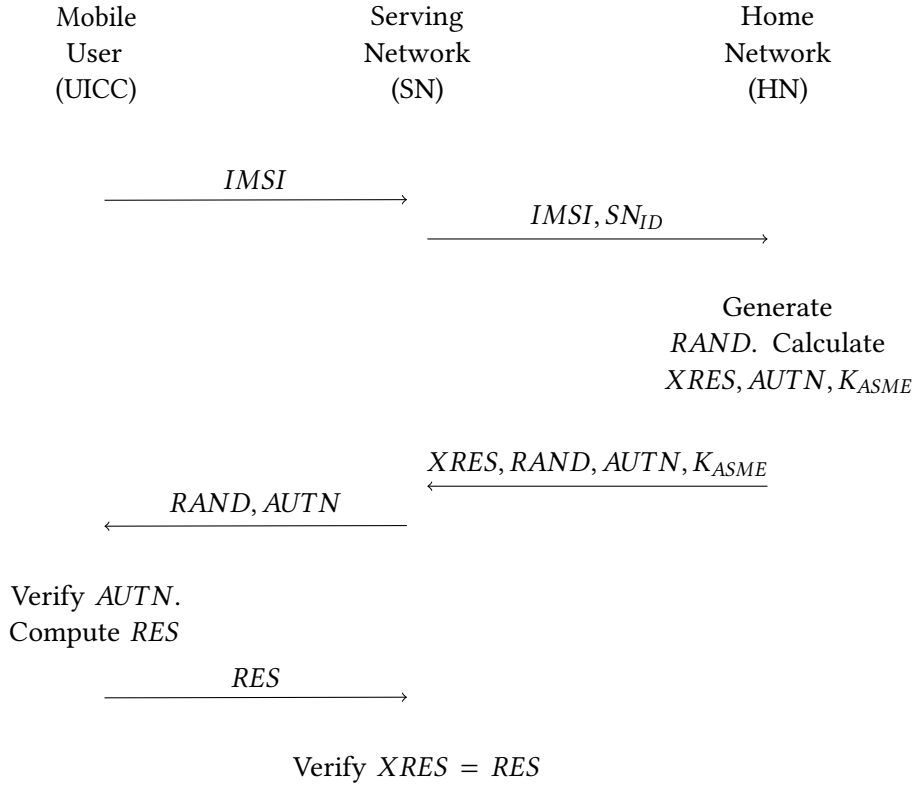 Mobile User (UICC)
Serving Network (SN)
Home Network (HN)
IMSI
IMSI, SN_ID
Generate
RAND. Calculate
XRES, AUTN, K_ASME
XRES, RAND, AUTN, K_ASME
RAND, AUTN
Verify AUTN.
Compute RES
RES
Verify XRES = RES